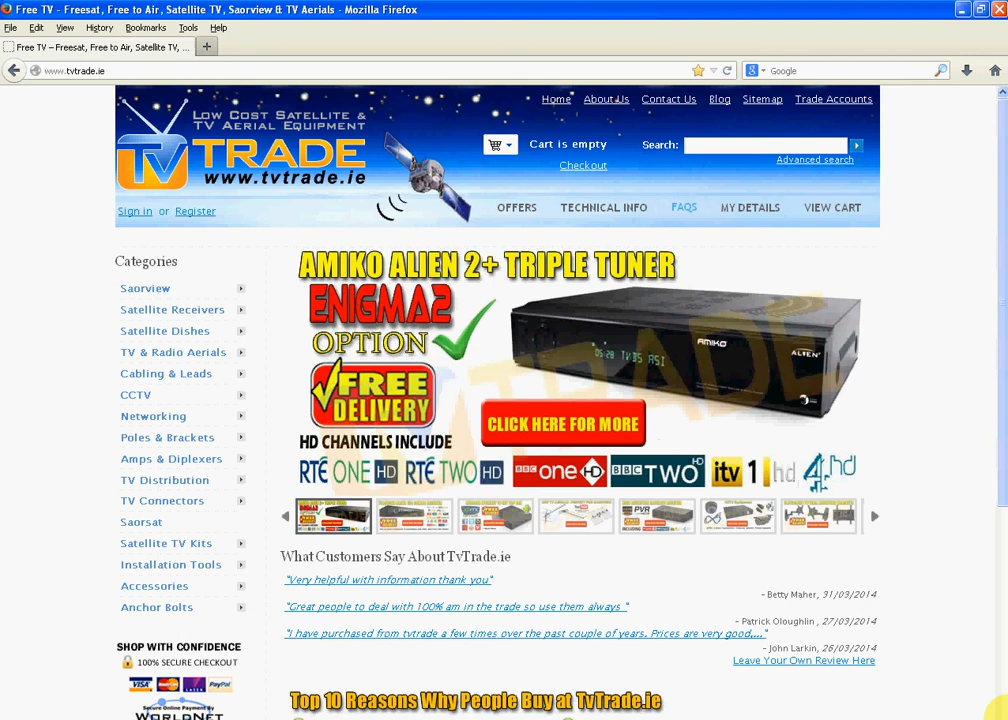 Free TV - Freesat, Free to Air, Satellite TV, Saorview & TV Aerials - Mozilla Firefox
File Edit View History Bookmarks Tools Help
Free TV – Freesat, Free to Air, Satellite TV, ...
www.tvtrade.ie
Google
Home About Us Contact Us Blog Sitemap Trade Accounts
LOW COST SATELLITE &
TV AERIAL EQUIPMENT
TV TRADE
www.tvtrade.ie
Cart is empty
Checkout
Search:
Advanced search
Sign in or Register
OFFERS TECHNICAL INFO FAQS MY DETAILS VIEW CART
Categories
Saorview
Satellite Receivers
Satellite Dishes
TV & Radio Aerials
Cabling & Leads
CCTV
Networking
Poles & Brackets
Amps & Diplexers
TV Distribution
TV Connectors
Saorsat
Satellite TV Kits
Installation Tools
Accessories
Anchor Bolts
SHOP WITH CONFIDENCE
100% SECURE CHECKOUT
VISA MasterCard PayPal
Secure Online Payment By
WORLDNET
AMIKO ALIEN 2+ TRIPLE TUNER
ENIGMA2
OPTION
FREE
DELIVERY
AMIKO
ALIEN
TVTRADE
CLICK HERE FOR MORE
HD CHANNELS INCLUDE
RTÉ ONE HD RTÉ TWO HD BBC one HD BBC TWO HD itv 1 hd 4hd
What Customers Say About TvTrade.ie
"Very helpful with information thank you"
- Betty Maher, 31/03/2014
"Great people to deal with 100% am in the trade so use them always "
- Patrick Oloughlin , 27/03/2014
"I have purchased from tvtrade a few times over the past couple of years. Prices are very good,..."
- John Larkin, 26/03/2014
Leave Your Own Review Here
Top 10 Reasons Why People Buy at TvTrade.ie